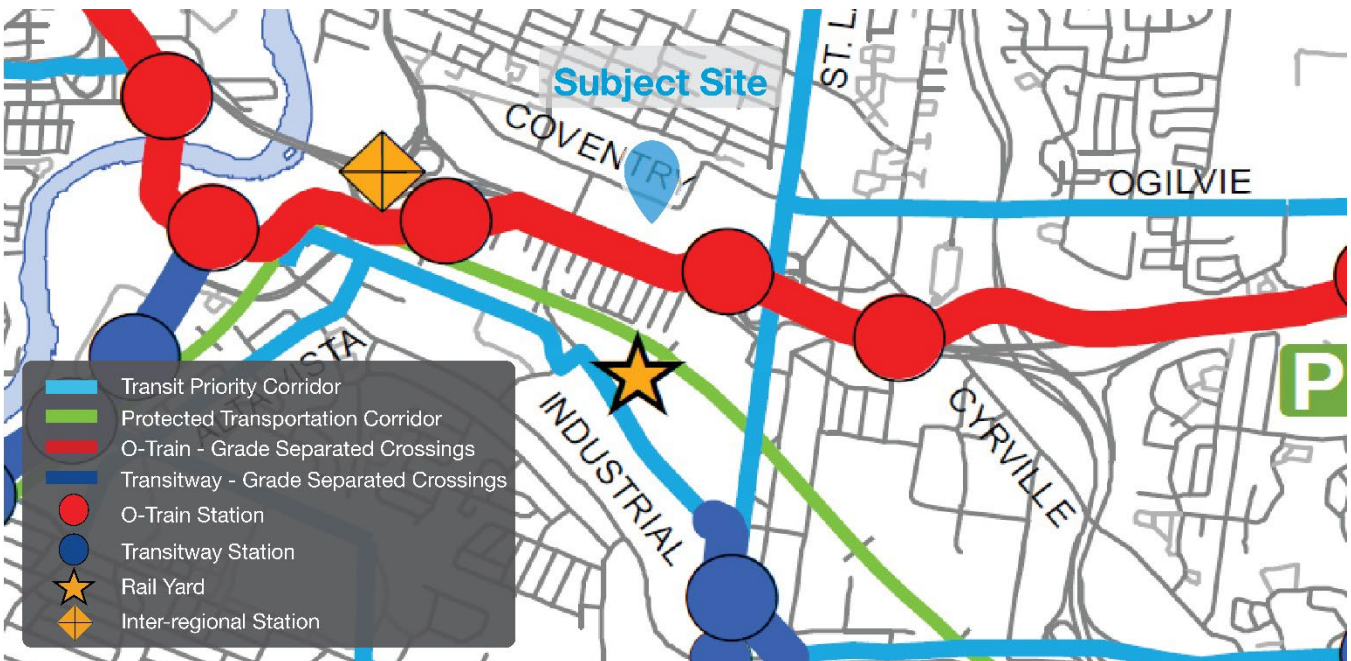 Subject Site
COVENTRY
ST. L
OGILVIE
ALTA VISTA
INDUSTRIAL
CYRVILLE
P
Transit Priority Corridor
Protected Transportation Corridor
O-Train - Grade Separated Crossings
Transitway - Grade Separated Crossings
O-Train Station
Transitway Station
Rail Yard
Inter-regional Station